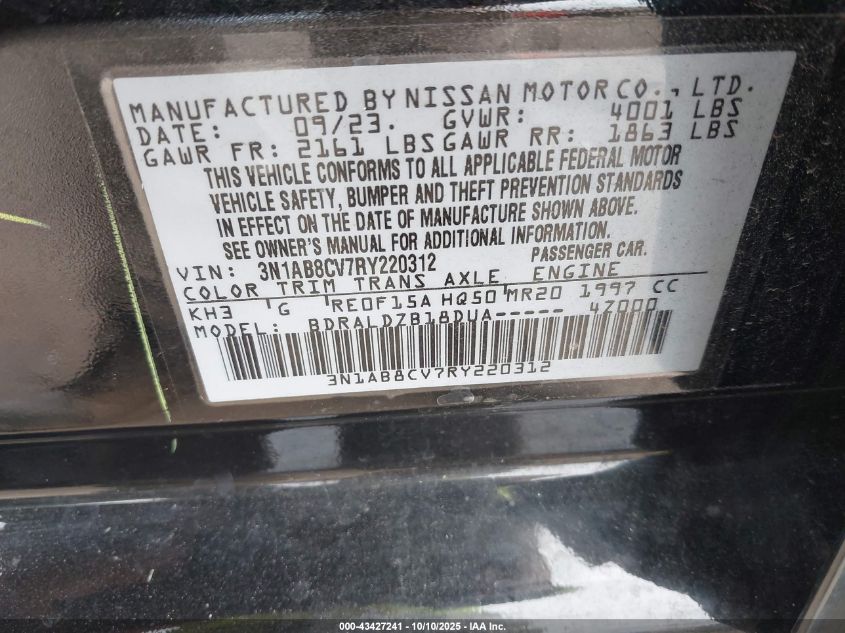 MANUFACTURED BY NISSAN MOTOR CO., LTD.
DATE: 09/23. GVWR: 4001 LBS
GAWR FR: 2161 LBS GAWR RR: 1863 LBS
THIS VEHICLE CONFORMS TO ALL APPLICABLE FEDERAL MOTOR
VEHICLE SAFETY, BUMPER AND THEFT PREVENTION STANDARDS
IN EFFECT ON THE DATE OF MANUFACTURE SHOWN ABOVE.
SEE OWNER'S MANUAL FOR ADDITIONAL INFORMATION.
VIN: 3N1AB8CV7RY220312 PASSENGER CAR.
COLOR TRIM TRANS AXLE ENGINE
KH3 G RE0F15A HQ50 MR20 1997 CC
MODEL: BDRALDZB18DUA----- 4Z000
3N1AB8CV7RY220312
000-43427241 - 10/10/2025 - IAA Inc.